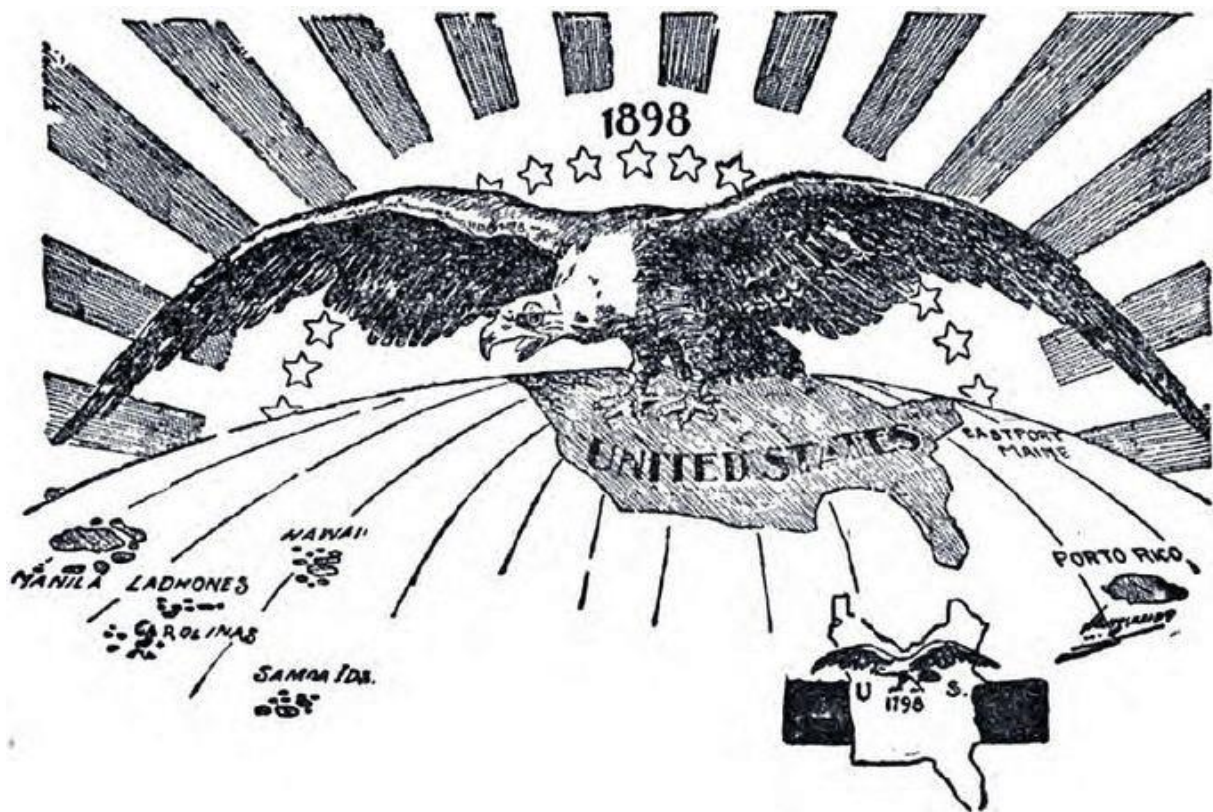 1898
UNITED STATES
EASTPORT
MAINE
HAWAII
PORTO RICO
MANILA
LADRONES
CAROLINAS
SAMOA IDS.
U S.
1798